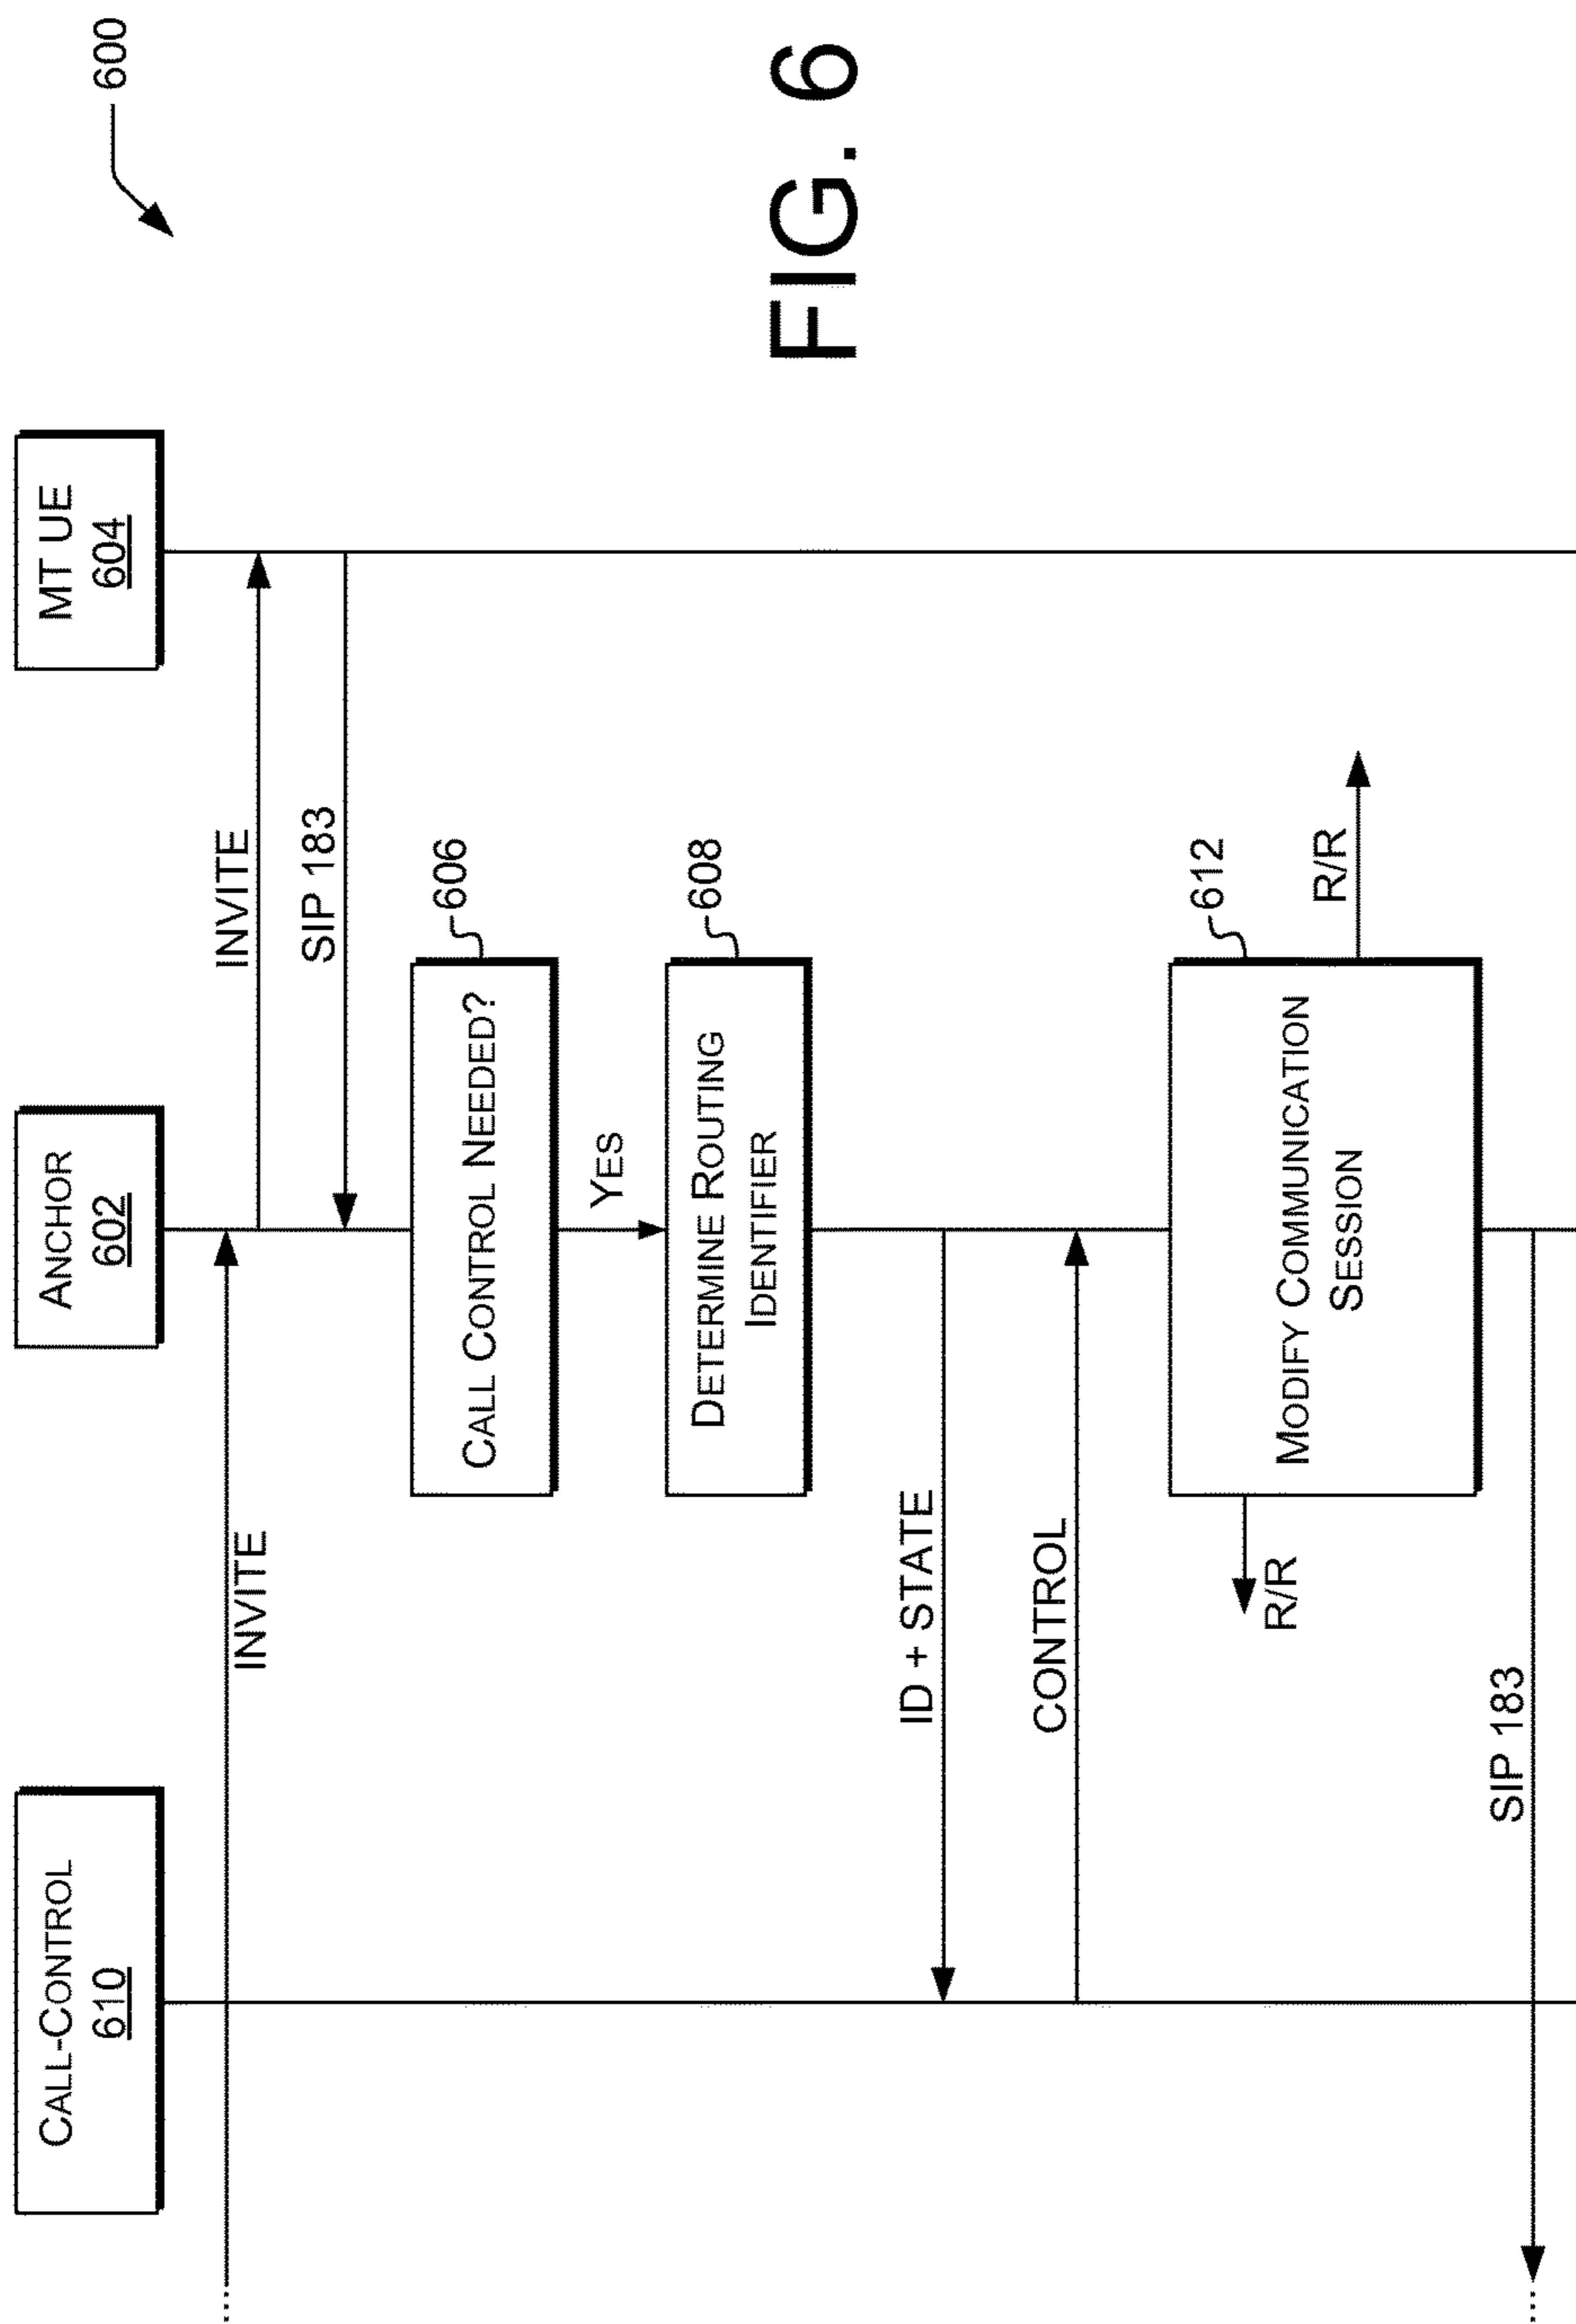 600
CALL-CONTROL
610
ANCHOR
602
MT UE
604
INVITE
INVITE
SIP 183
CALL CONTROL NEEDED?
606
YES
DETERMINE ROUTING
IDENTIFIER
608
ID + STATE
CONTROL
MODIFY COMMUNICATION
SESSION
612
R/R
R/R
SIP 183
FIG. 6